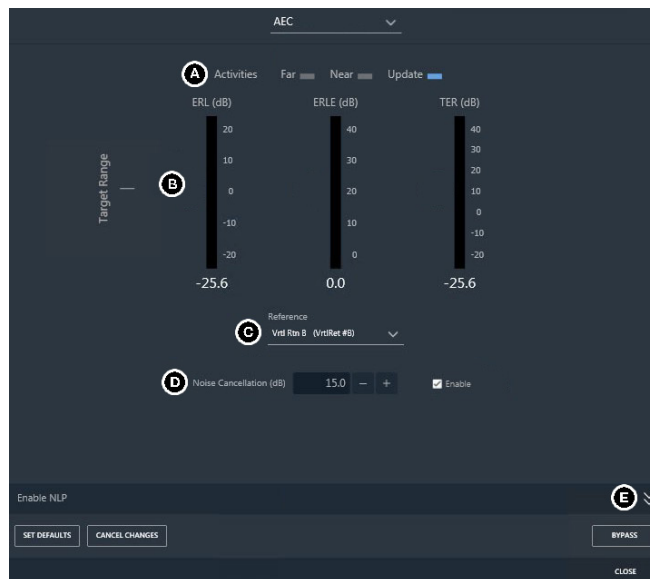 AEC
A Activities Far Near Update
ERL (dB) ERLE (dB) TER (dB)
20 40 40
30
10 30
20
Target Range
B
0 20 10
0
-10 10
-10
-20 0 -20
-25.6 0.0 -25.6
Reference
C Vrtl Rtn B (VrtlRet #B)
D Noise Cancellation (dB) 15.0 − + Enable
Enable NLP E
SET DEFAULTS CANCEL CHANGES BYPASS
CLOSE